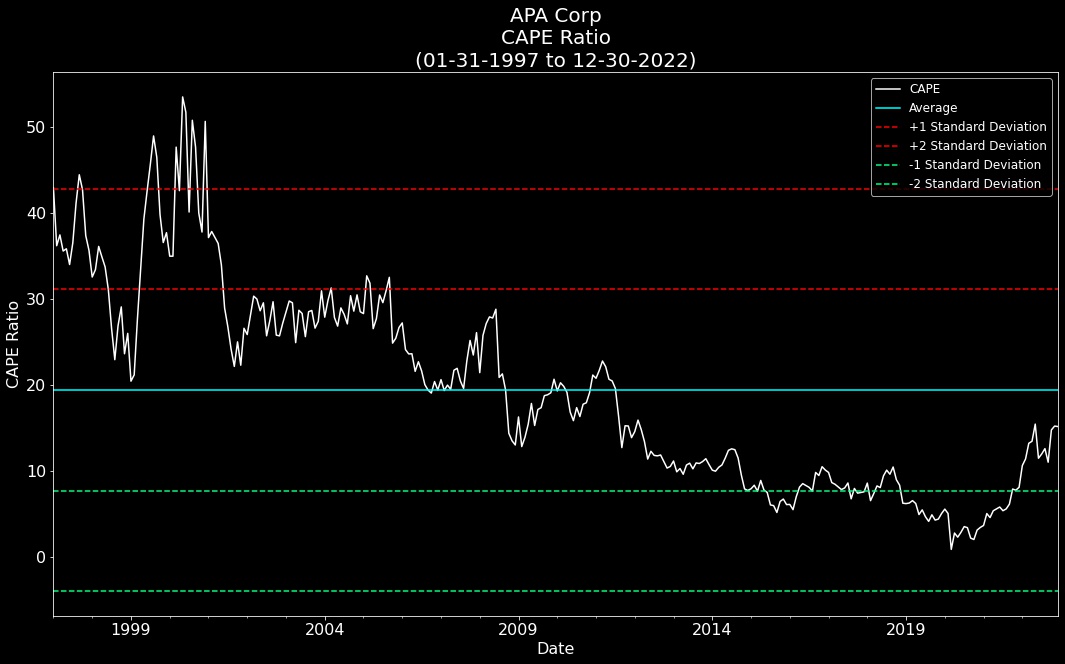 APA Corp
CAPE Ratio
(01-31-1997 to 12-30-2022)
CAPE
Average
+1 Standard Deviation
+2 Standard Deviation
-1 Standard Deviation
-2 Standard Deviation
CAPE Ratio
50
40
30
20
10
0
1999 2004 2009 2014 2019
Date